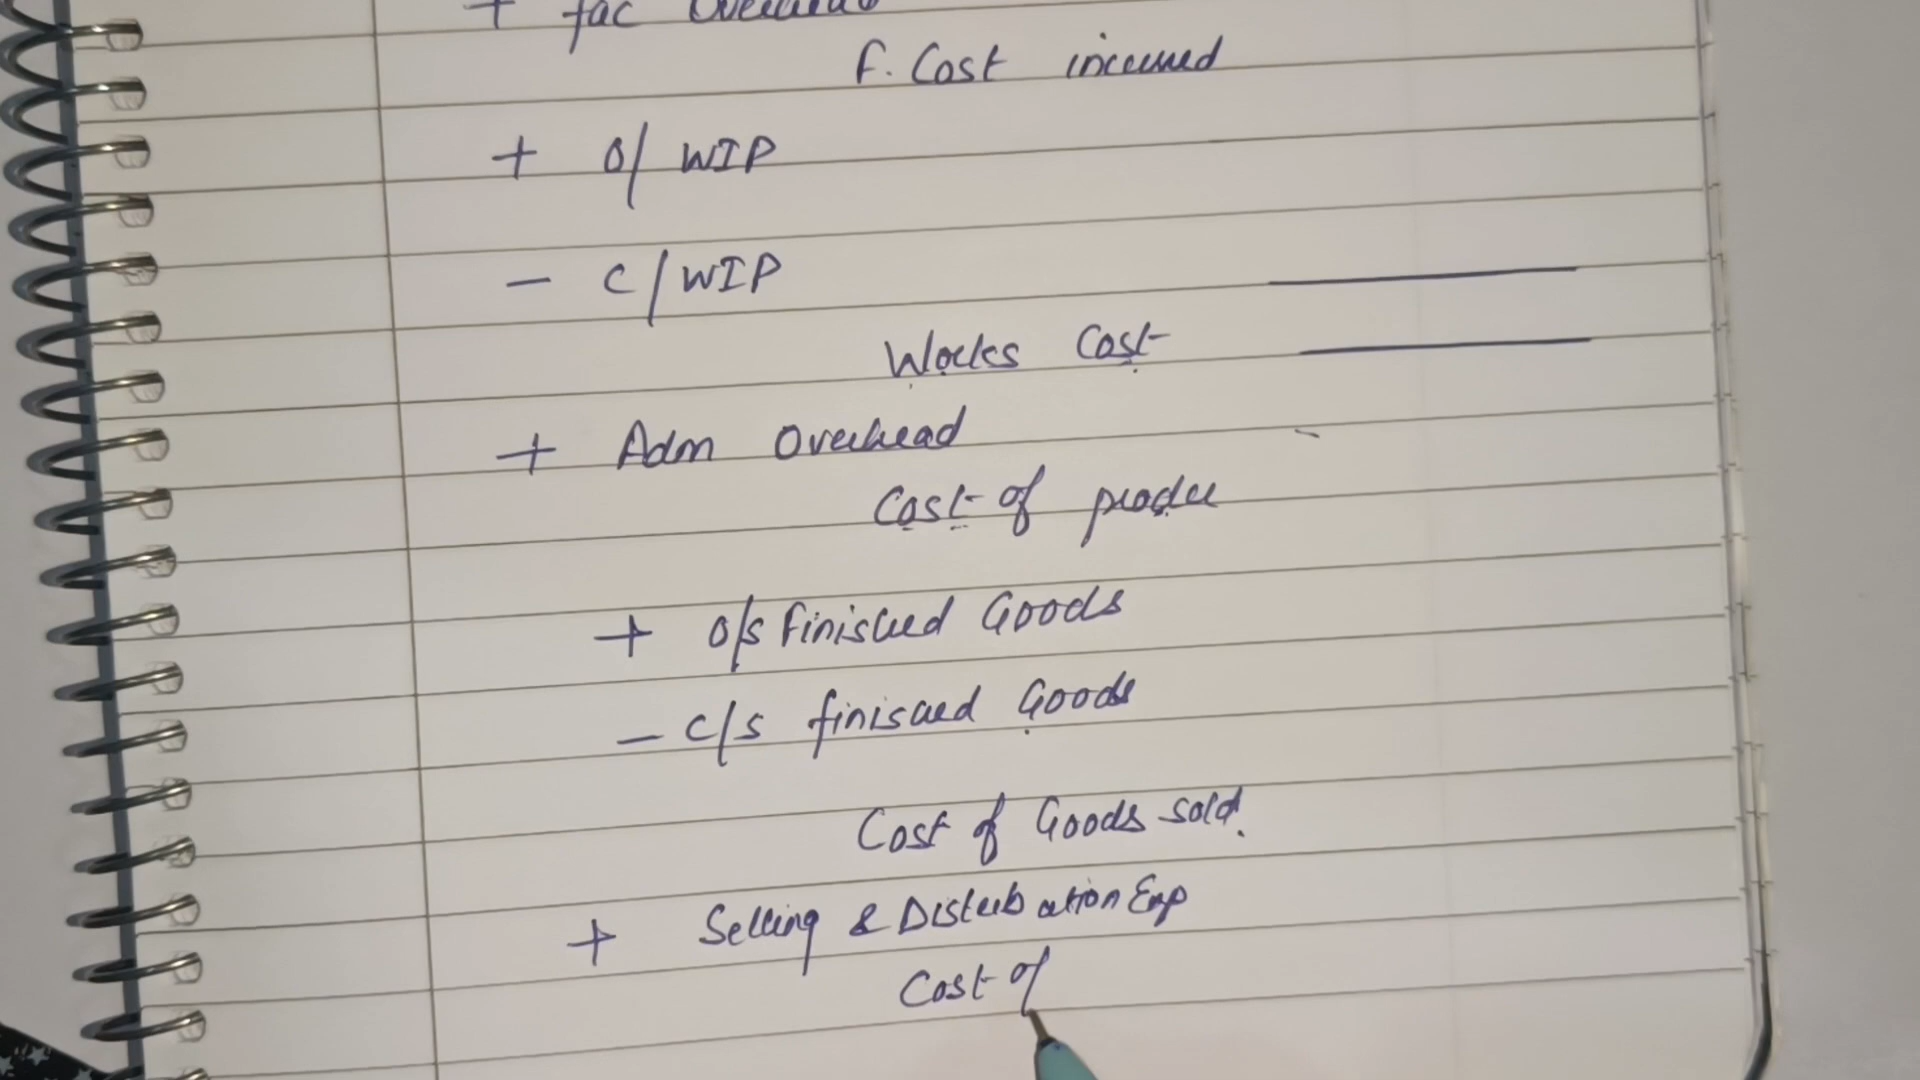 + fac Overhead
F. Cost incurred
+ O/ WIP
- C/WIP
Works Cost
+ Adm Overhead
Cost of produc
+ O/s Finished Goods
- C/s finished Goods
Cost of Goods sold.
+ Selling & Distribution Exp
Cost of